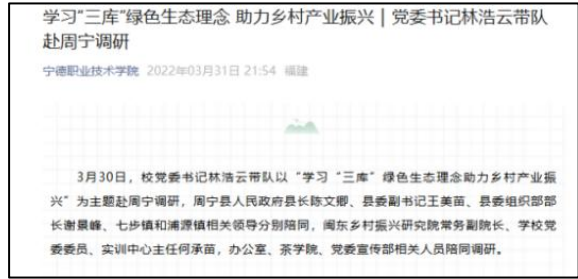 学习“三库”绿色生态理念 助力乡村产业振兴 | 党委书记林浩云带队
赴周宁调研
宁德职业技术学院 2022年03月31日 21:54 福建
3月30日，校党委书记林浩云带队以“学习“三库”绿色生态理念助力乡村产业振
兴”为主题赴周宁调研，周宁县人民政府县长陈文卿、县委副书记王美苗、县委组织部部
长谢景峰、七步镇和浦源镇相关领导分别陪同，闽东乡村振兴研究院常务副院长、学校党
委委员、实训中心主任何承苗，办公室、茶学院、党委宣传部相关人员陪同调研。